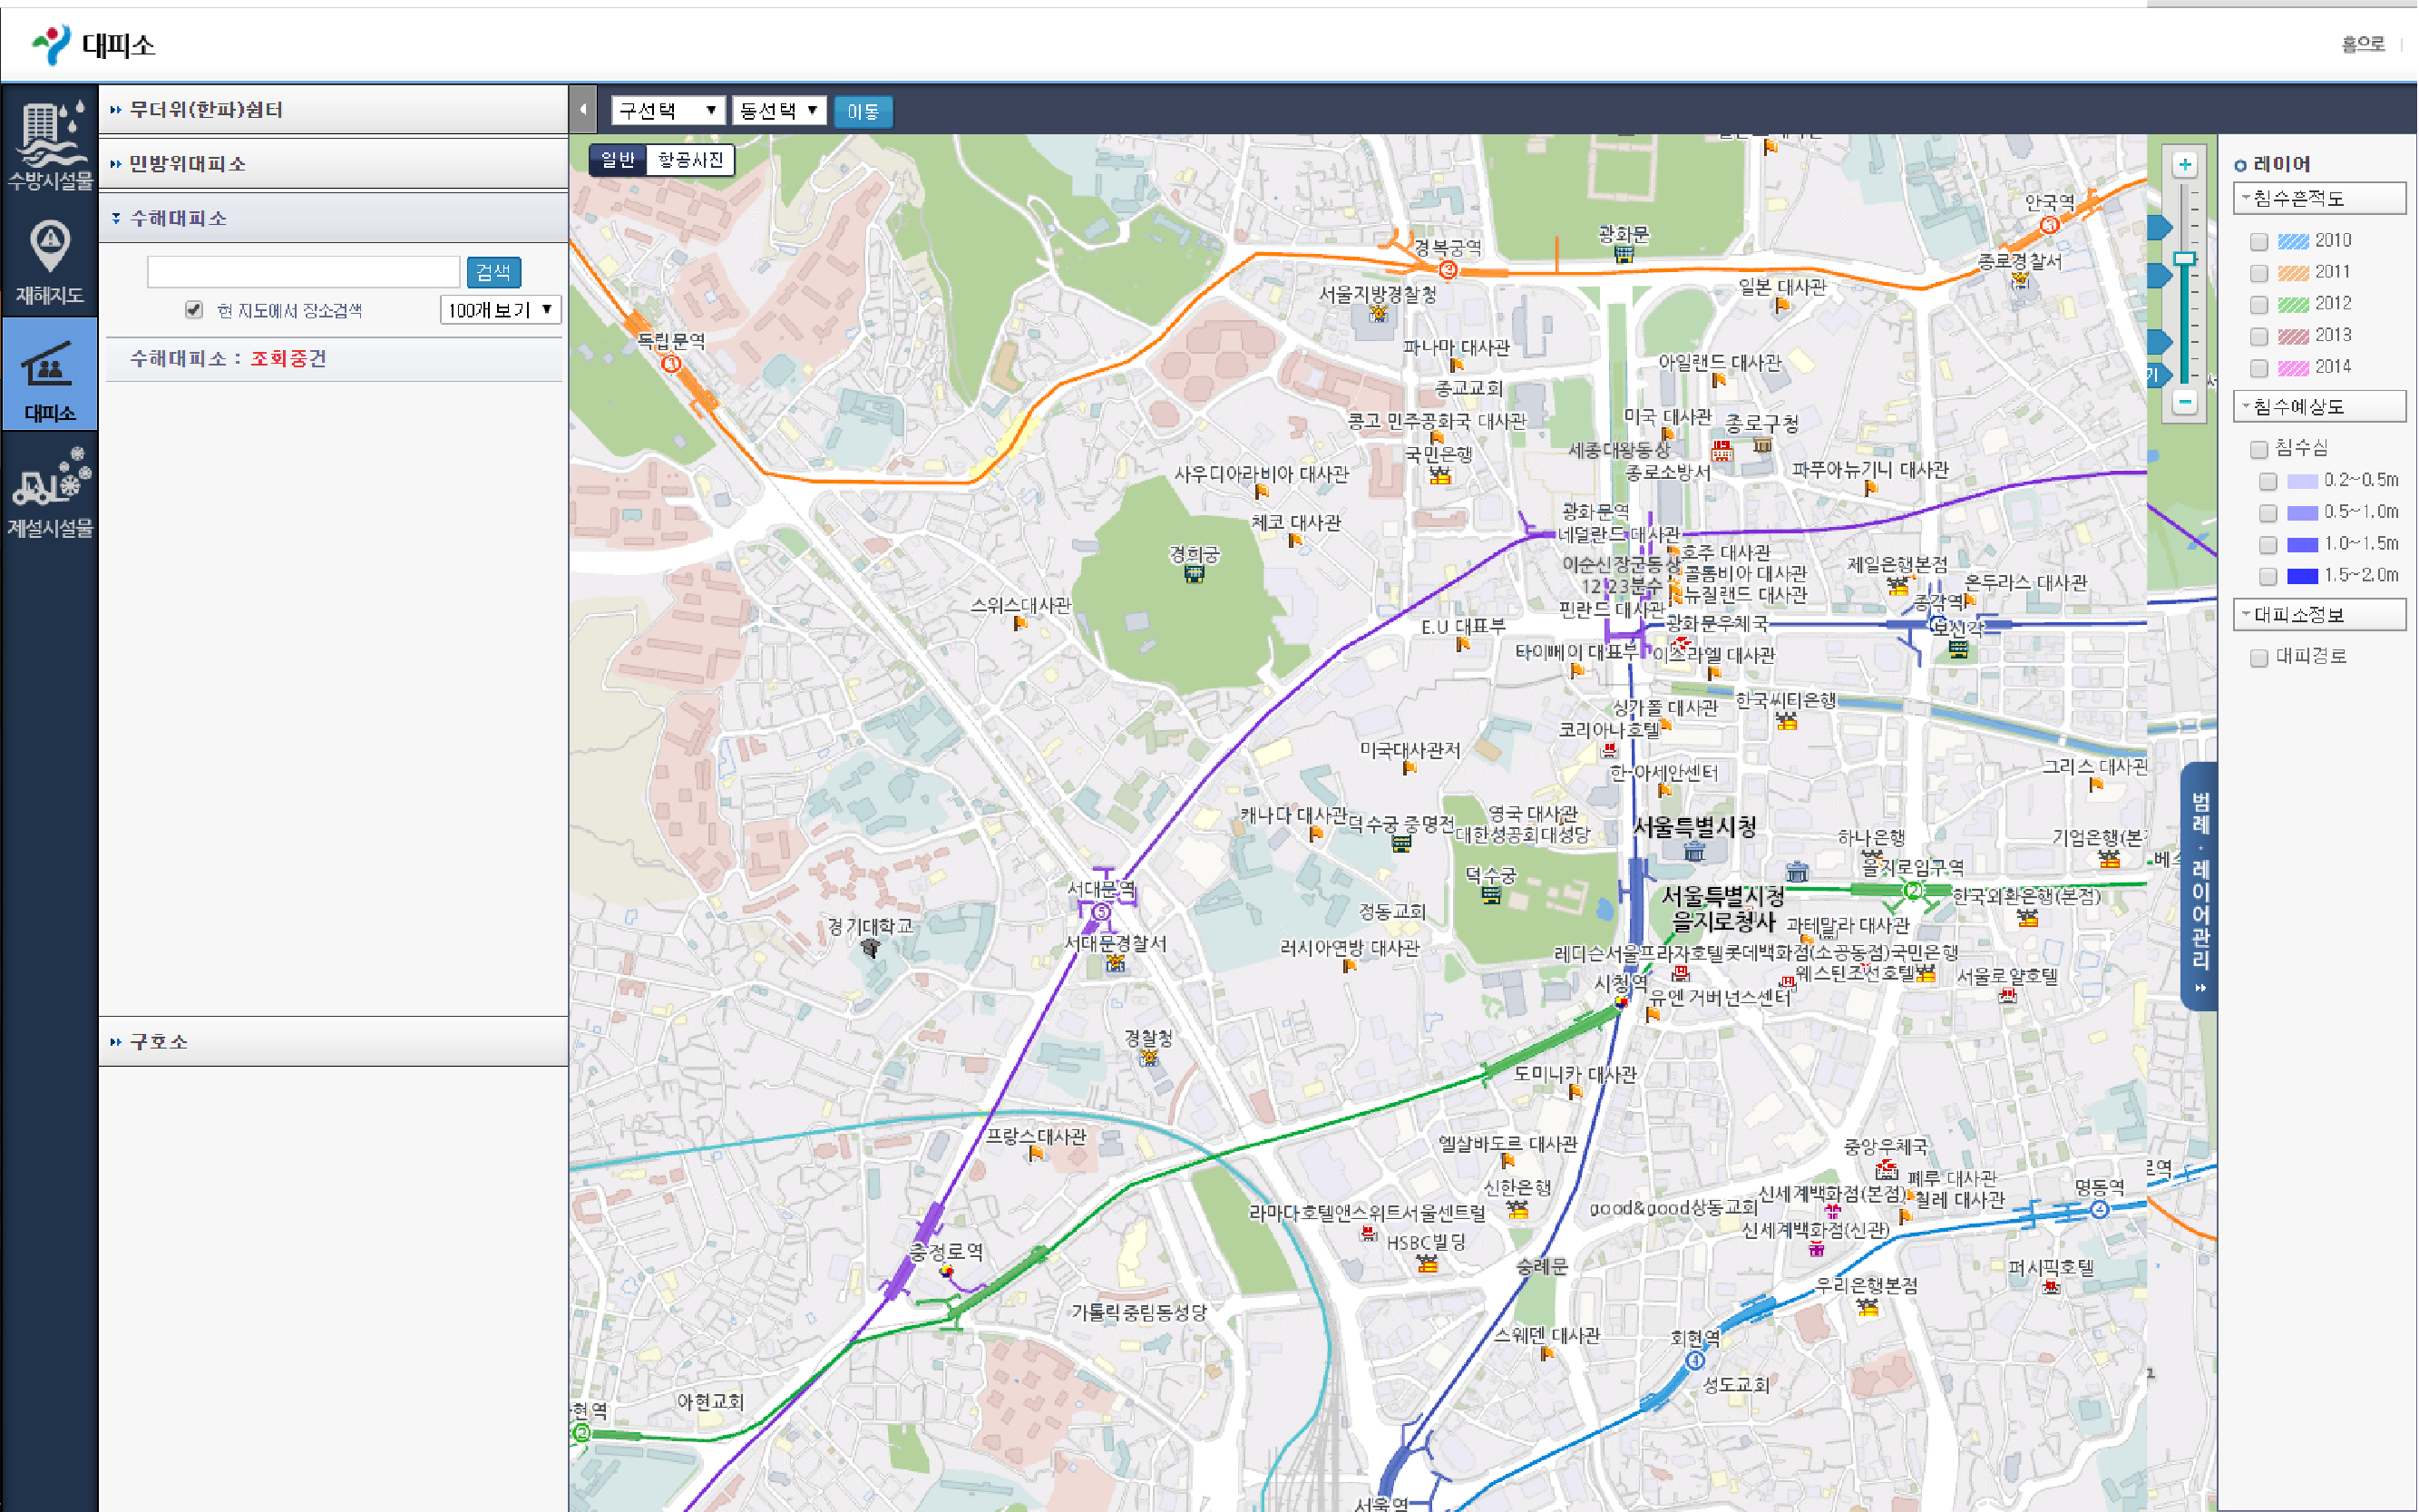 대피소
홈으로
수방시설물
재해지도
대피소
제설시설물
무더위(한파)쉼터
민방위대피소
수해대피소
검색
현 지도에서 장소검색
100개 보기
수해대피소 : 조회중건
구호소
구선택
동선택
이동
일반
항공사진
안국역
광화문
경복궁역
종로경찰서
서울지방경찰청
일본 대사관
독립문역
파나마 대사관
아일랜드 대사관
종교교회
콩고 민주공화국 대사관
미국 대사관
종로구청
국민은행
세종대왕동상
사우디아라비아 대사관
종로소방서
파푸아뉴기니 대사관
체코 대사관
광화문역
네덜란드 대사관
경희궁
호주 대사관
이순신장군동상
콜롬비아 대사관
제일은행본점
12 23분수
뉴질랜드 대사관
온두라스 대사관
스위스대사관
핀란드 대사관
종각역
E.U 대표부
광화문우체국
보신각
타이뻬이 대표부
이스라엘 대사관
싱가폴 대사관
한국씨티은행
코리아나호텔
미국대사관저
한-아세안센터
그리스 대사관
캐나다 대사관
덕수궁 중명전
영국 대사관
대한성공회대성당
서울특별시청
하나은행
기업은행(본
을지로입구역
서대문역
덕수궁
서울특별시청
을지로청사
한국외환은행(본점)
경기대학교
정동교회
과테말라 대사관
서대문경찰서
러시아연방 대사관
레디슨서울프라자호텔
롯데백화점(소공동점)
국민은행
웨스틴조선호텔
서울로얄호텔
시청역
유엔 거버넌스센터
경찰청
도미니카 대사관
프랑스대사관
엘살바도르 대사관
중앙우체국
페루 대사관
신한은행
신세계백화점(본점)
칠레 대사관
명동역
라마다호텔앤스위트서울센트럴
good&good상동교회
신세계백화점(신관)
HSBC빌딩
충정로역
숭례문
퍼시픽호텔
우리은행본점
가톨릭중림동성당
스웨덴 대사관
회현역
성도교회
아현교회
현역
서울역
범례 · 레이어관리
레이어
침수흔적도
2010
2011
2012
2013
2014
침수예상도
침수심
0.2~0.5m
0.5~1.0m
1.0~1.5m
1.5~2.0m
대피소정보
대피경로